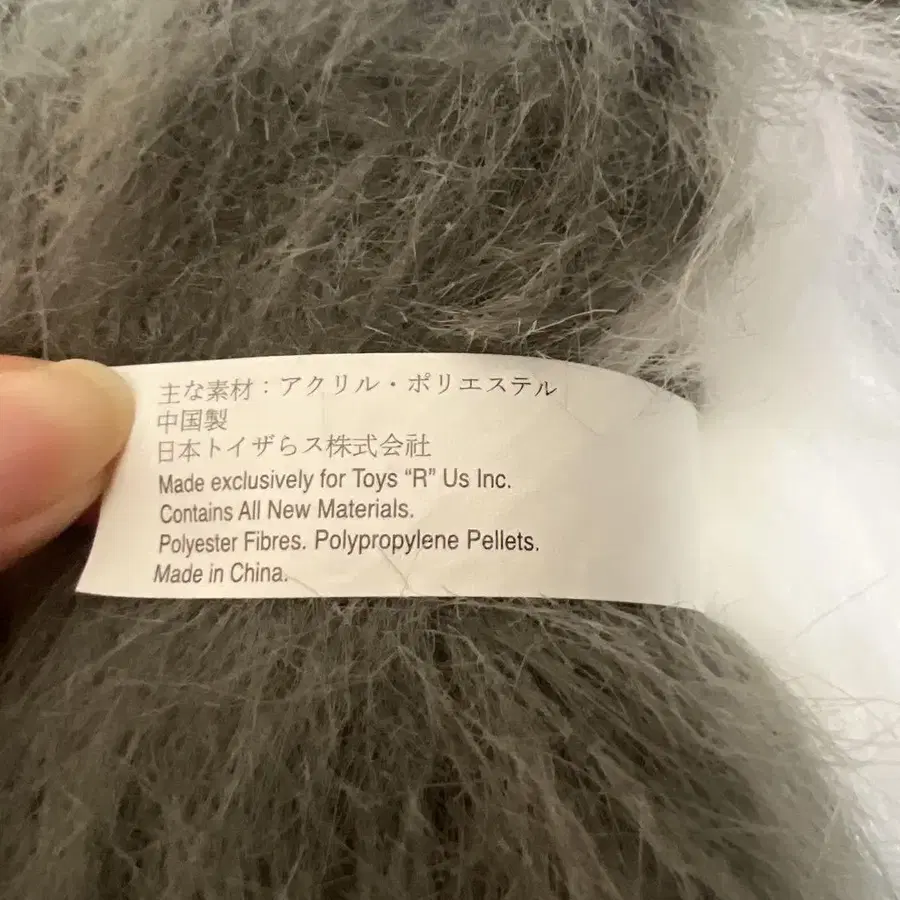 主な素材：アクリル・ポリエステル
中国製
日本トイザらス株式会社
Made exclusively for Toys “R” Us Inc.
Contains All New Materials.
Polyester Fibres. Polypropylene Pellets.
Made in China.